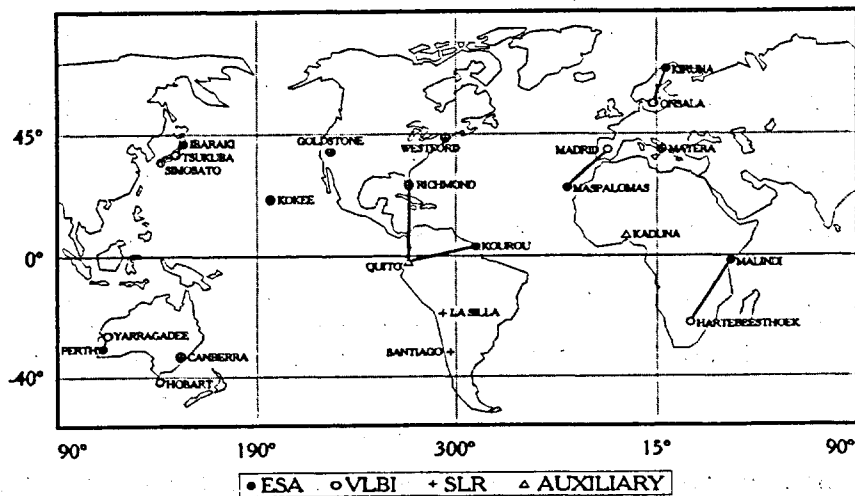 KIRUNA
ONSALA
45°
IBARAKI
GOLDSTONE
WESTFORD
MADRID
MATERA
TSUKUBA
SIMOSATO
RICHMOND
MASPALOMAS
KOKEE
KADUNA
KOUROU
0°
QUITO
MALINDI
LA SILLA
HARTEBEESTHOEK
YARRAGADEE
PERTH
CANBERRA
SANTIAGO
-40°
HOBART
90° 190° 300° 15° 90°
● ESA ○ VLBI + SLR △ AUXILIARY